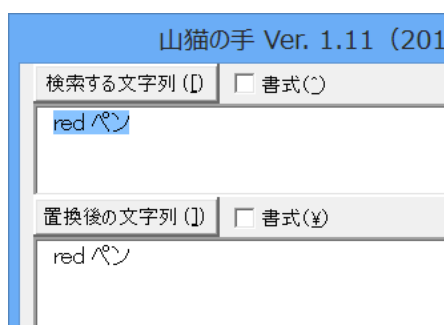 山猫の手 Ver. 1.11（201
検索する文字列([) 書式(^)
red ペン
置換後の文字列(]) 書式(¥)
red ペン